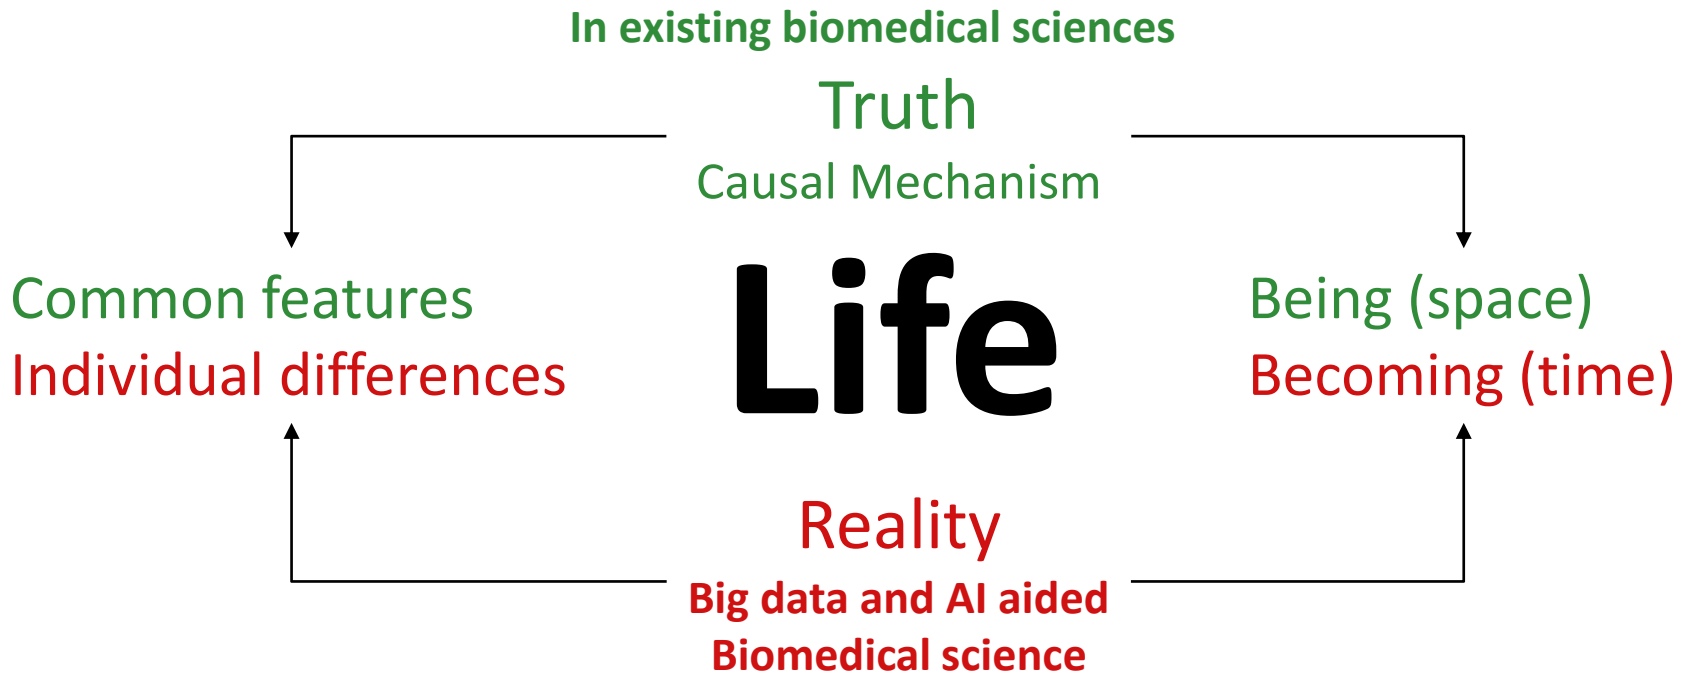 In existing biomedical sciences
Truth
Causal Mechanism
Common features
Individual differences
Life
Being (space)
Becoming (time)
Reality
Big data and AI aided
Biomedical science